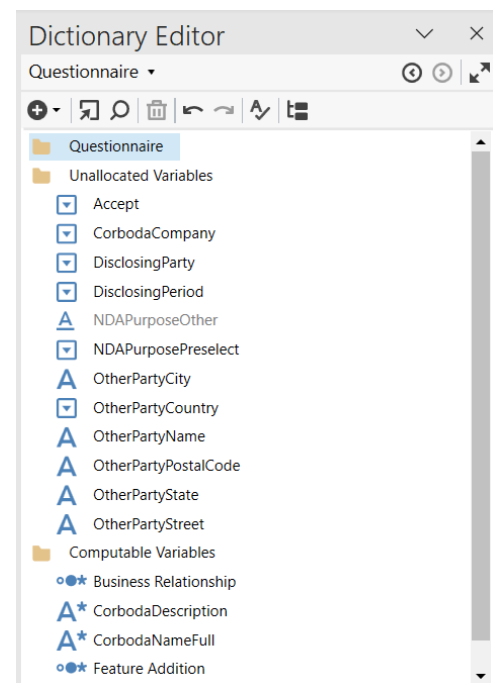 Dictionary Editor
Questionnaire
Questionnaire
Unallocated Variables
Accept
CorbodaCompany
DisclosingParty
DisclosingPeriod
NDAPurposeOther
NDAPurposePreselect
OtherPartyCity
OtherPartyCountry
OtherPartyName
OtherPartyPostalCode
OtherPartyState
OtherPartyStreet
Computable Variables
Business Relationship
CorbodaDescription
CorbodaNameFull
Feature Addition